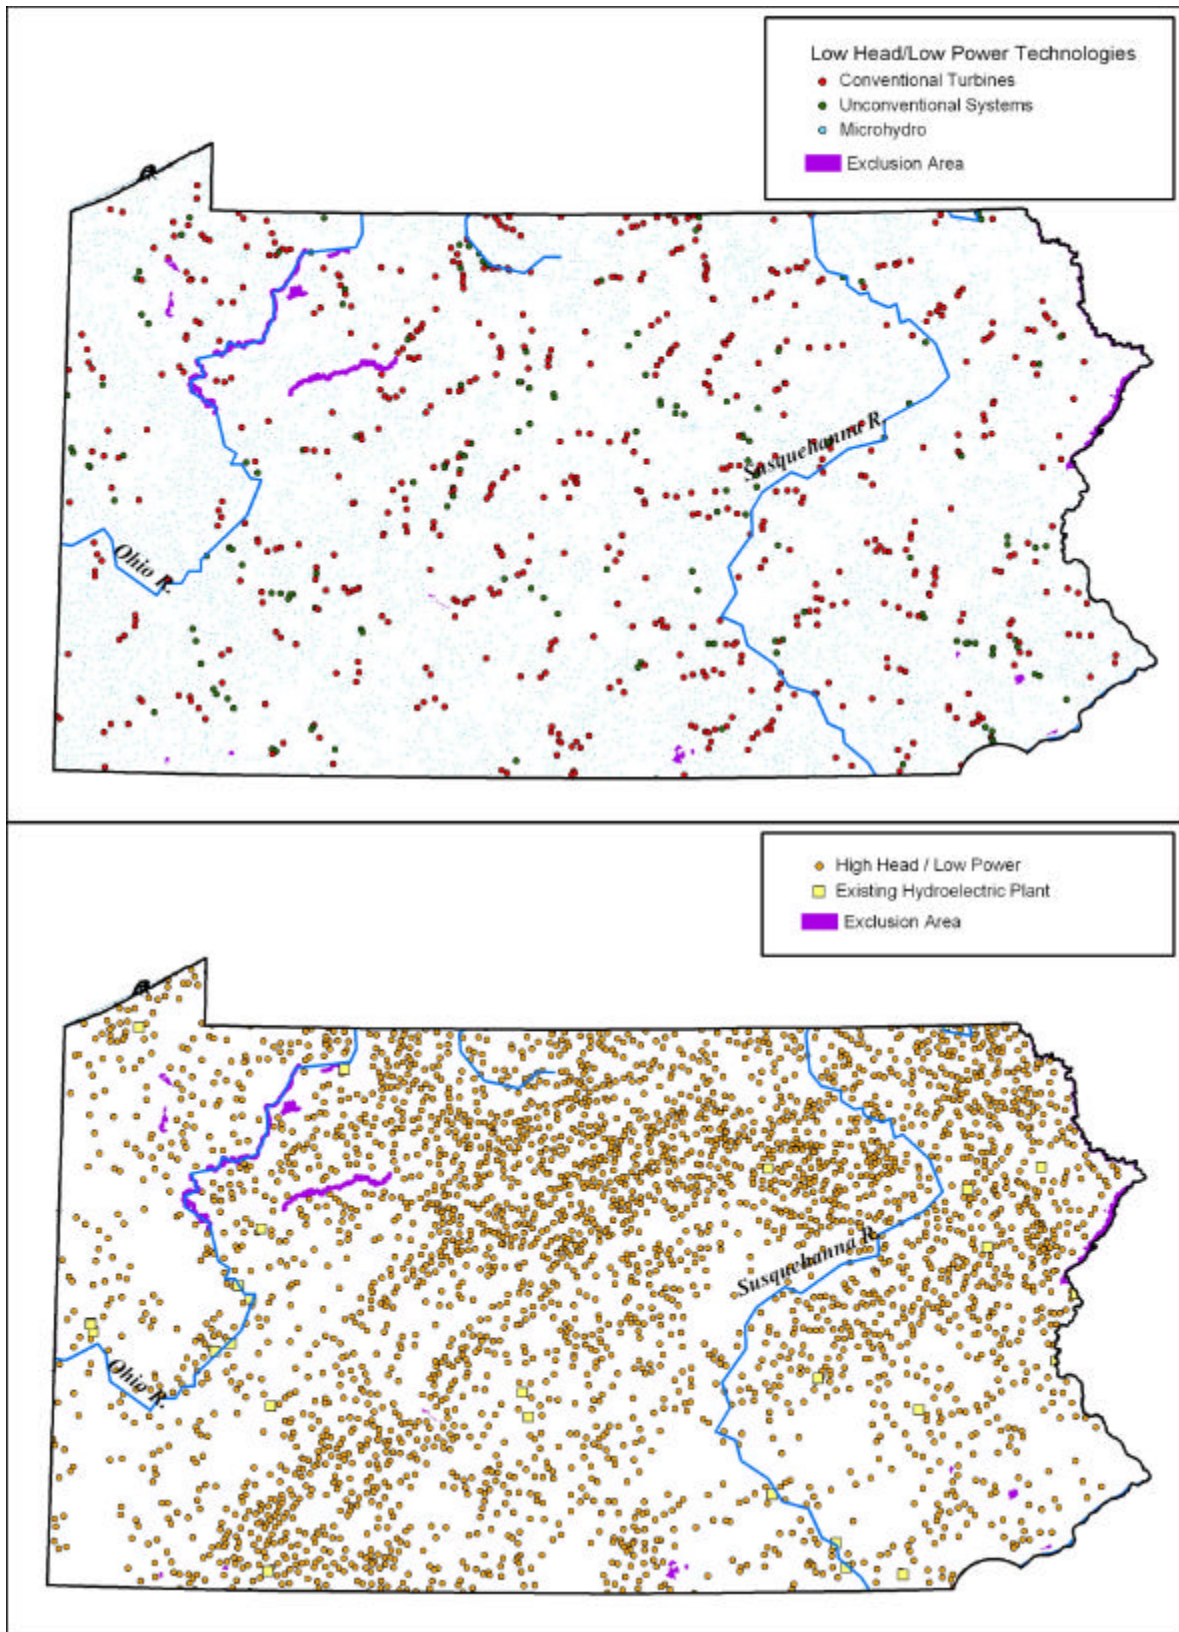 Low Head/Low Power Technologies
Conventional Turbines
Unconventional Systems
Microhydro
Exclusion Area
Susquehanna R.
Ohio R.
High Head / Low Power
Existing Hydroelectric Plant
Exclusion Area
Susquehanna R.
Ohio R.